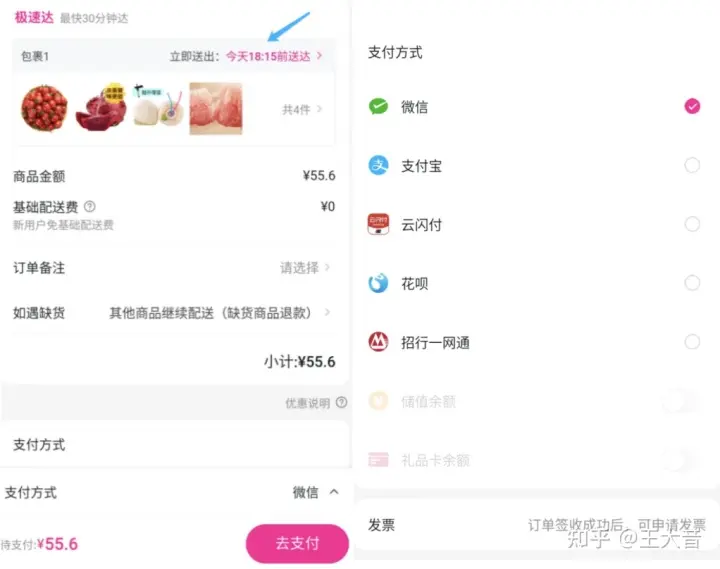 极速达 最快30分钟达
包裹1 立即送出：今天18:15前送达
共4件
商品金额 ¥55.6
基础配送费 ¥0
新用户免基础配送费
订单备注 请选择
如遇缺货 其他商品继续配送（缺货商品退款）
小计:¥55.6
优惠说明
支付方式
支付方式 微信
待支付:¥55.6 去支付
支付方式
微信
支付宝
云闪付
花呗
招行一网通
储值余额
礼品卡余额
发票 订单签收成功后，可申请发票
知乎 @王大音